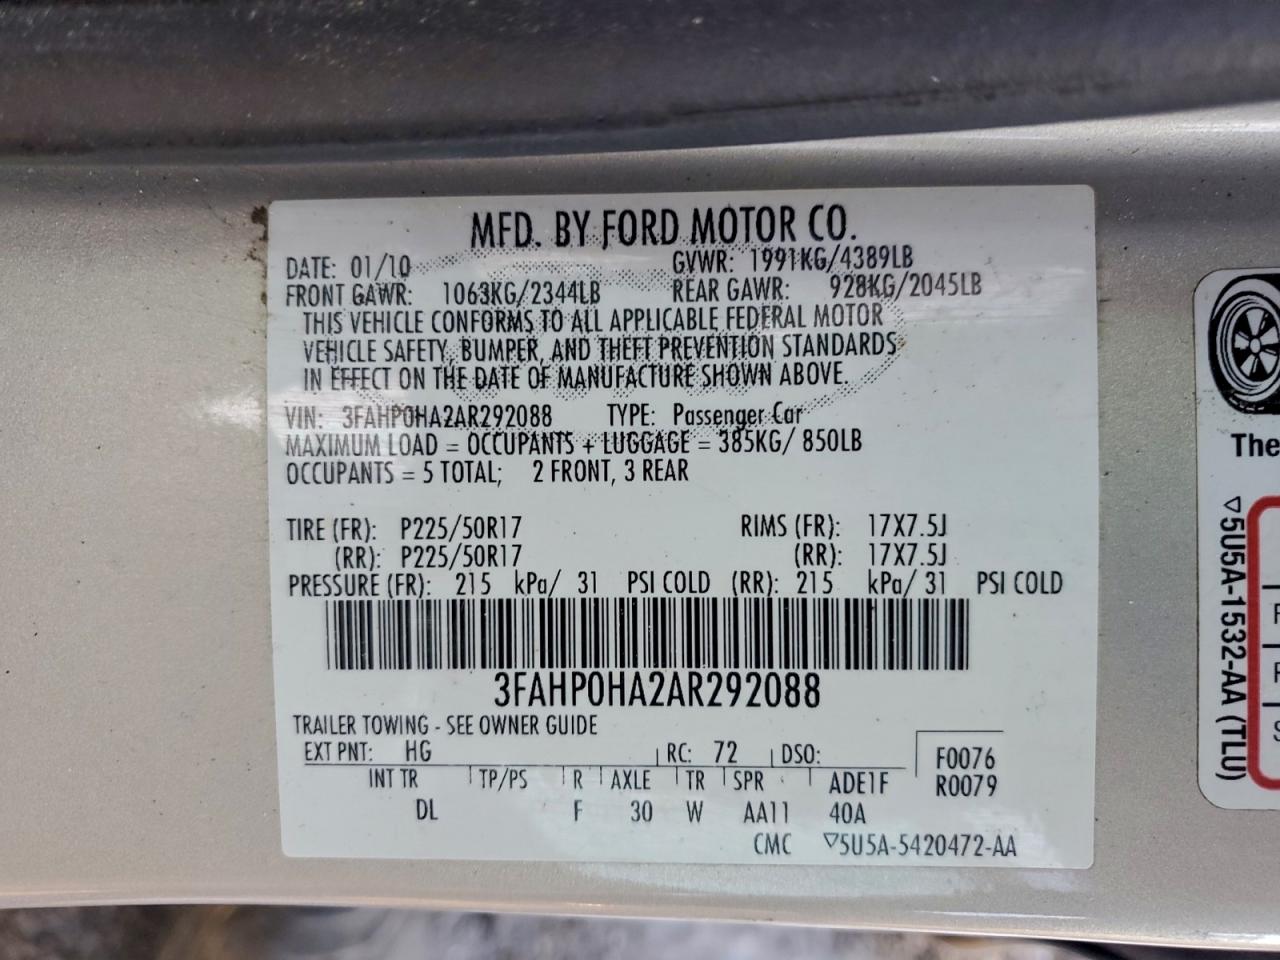 MFD. BY FORD MOTOR CO.
DATE: 01/10 GVWR: 1991KG/4389LB
FRONT GAWR: 1063KG/2344LB REAR GAWR: 928KG/2045LB
THIS VEHICLE CONFORMS TO ALL APPLICABLE FEDERAL MOTOR
VEHICLE SAFETY, BUMPER, AND THEFT PREVENTION STANDARDS
IN EFFECT ON THE DATE OF MANUFACTURE SHOWN ABOVE.
VIN: 3FAHP0HA2AR292088 TYPE: Passenger Car
MAXIMUM LOAD = OCCUPANTS + LUGGAGE = 385KG/ 850LB
OCCUPANTS = 5 TOTAL; 2 FRONT, 3 REAR
TIRE (FR): P225/50R17 RIMS (FR): 17X7.5J
(RR): P225/50R17 (RR): 17X7.5J
PRESSURE (FR): 215 kPa/ 31 PSI COLD (RR): 215 kPa/ 31 PSI COLD
3FAHP0HA2AR292088
TRAILER TOWING - SEE OWNER GUIDE
EXT PNT: HG RC: 72 DSO: F0076
INT TR TP/PS R AXLE TR SPR ADE1F R0079
DL F 30 W AA11 40A
CMC ▽5U5A-5420472-AA
The
▽5U5A-1532-AA (TLU)